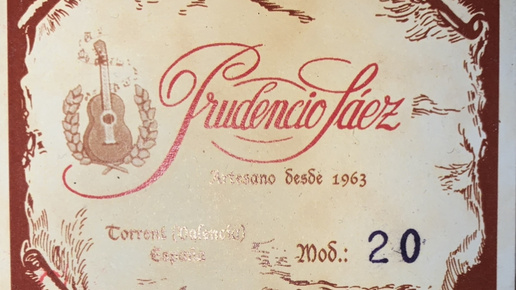 Prudencio Sáez
Artesano desde 1963
Torrent (Valencia)
España
Mod.: 20